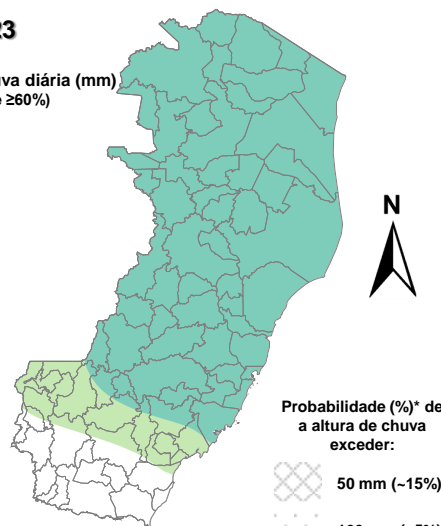 23
uva diária (mm)
e ≥60%)
N
Probabilidade (%)* de
a altura de chuva
exceder:
50 mm (~15%)